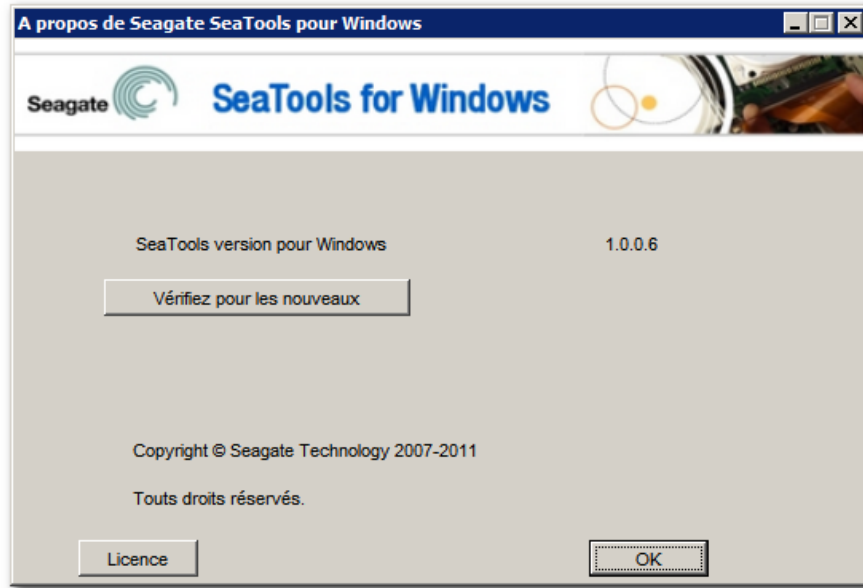 A propos de Seagate SeaTools pour Windows
Seagate SeaTools for Windows
SeaTools version pour Windows 1.0.0.6
Vérifiez pour les nouveaux
Copyright © Seagate Technology 2007-2011
Touts droits réservés.
Licence OK